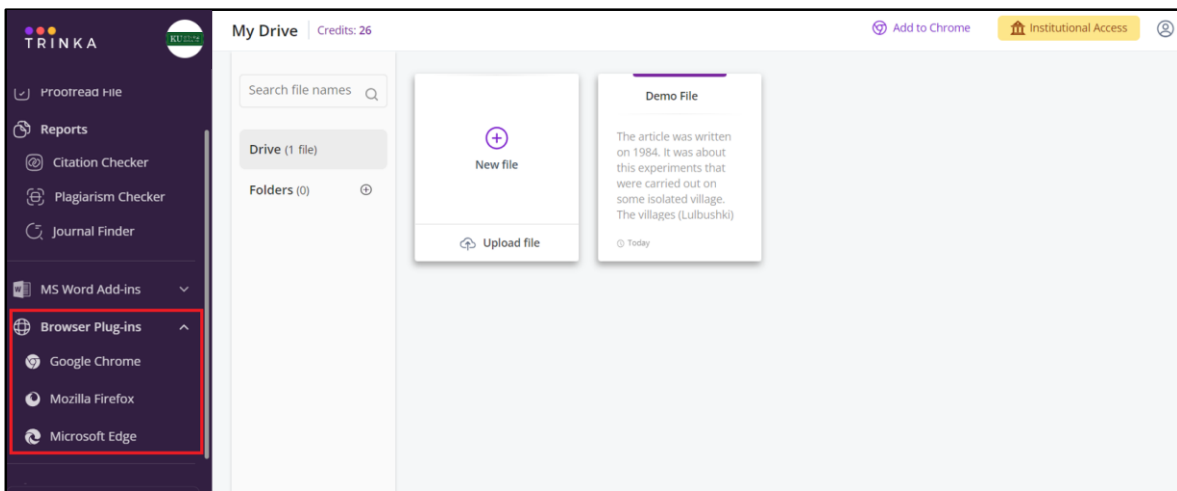 TRINKA
KU
My Drive
Credits: 26
Add to Chrome
Institutional Access
Proofread File
Reports
Citation Checker
Plagiarism Checker
Journal Finder
MS Word Add-ins
Browser Plug-ins
Google Chrome
Mozilla Firefox
Microsoft Edge
Search file names
Drive (1 file)
Folders (0)
New file
Upload file
Demo File
The article was written
on 1984. It was about
this experiments that
were carried out on
some isolated village.
The villages (Lulbushki)
Today